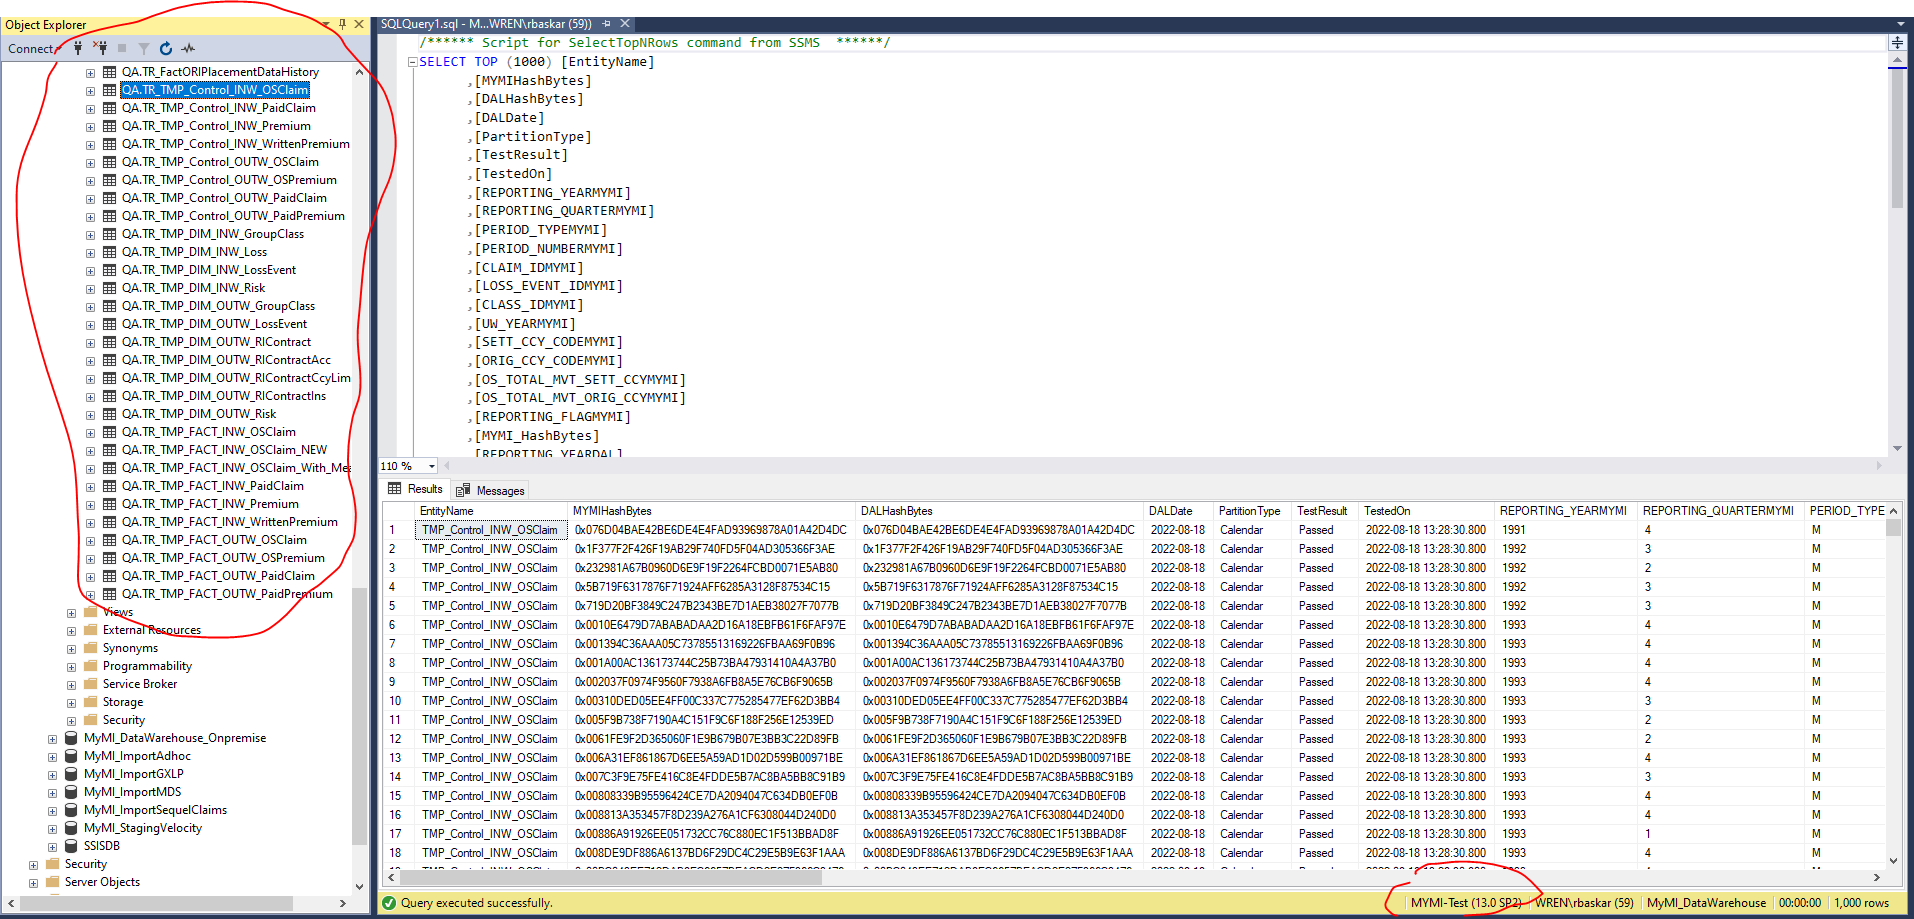 Object Explorer
Connect
QA.TR_FactORIPlacementDataHistory
QA.TR_TMP_Control_INW_OSClaim
QA.TR_TMP_Control_INW_PaidClaim
QA.TR_TMP_Control_INW_Premium
QA.TR_TMP_Control_INW_WrittenPremium
QA.TR_TMP_Control_OUTW_OSClaim
QA.TR_TMP_Control_OUTW_OSPremium
QA.TR_TMP_Control_OUTW_PaidClaim
QA.TR_TMP_Control_OUTW_PaidPremium
QA.TR_TMP_DIM_INW_GroupClass
QA.TR_TMP_DIM_INW_Loss
QA.TR_TMP_DIM_INW_LossEvent
QA.TR_TMP_DIM_INW_Risk
QA.TR_TMP_DIM_OUTW_GroupClass
QA.TR_TMP_DIM_OUTW_LossEvent
QA.TR_TMP_DIM_OUTW_RIContract
QA.TR_TMP_DIM_OUTW_RIContractAcc
QA.TR_TMP_DIM_OUTW_RIContractCcyLim
QA.TR_TMP_DIM_OUTW_RIContractIns
QA.TR_TMP_DIM_OUTW_Risk
QA.TR_TMP_FACT_INW_OSClaim
QA.TR_TMP_FACT_INW_OSClaim_NEW
QA.TR_TMP_FACT_INW_OSClaim_With_Mea
QA.TR_TMP_FACT_INW_PaidClaim
QA.TR_TMP_FACT_INW_Premium
QA.TR_TMP_FACT_INW_WrittenPremium
QA.TR_TMP_FACT_OUTW_OSClaim
QA.TR_TMP_FACT_OUTW_OSPremium
QA.TR_TMP_FACT_OUTW_PaidClaim
QA.TR_TMP_FACT_OUTW_PaidPremium
Views
External Resources
Synonyms
Programmability
Service Broker
Storage
Security
MyMI_DataWarehouse_Onpremise
MyMI_ImportAdhoc
MyMI_ImportGXLP
MyMI_ImportMDS
MyMI_ImportSequelClaims
MyMI_StagingVelocity
SSISDB
Security
Server Objects
SQLQuery1.sql - M...WREN\rbaskar (59))
/****** Script for SelectTopNRows command from SSMS  ******/
SELECT TOP (1000) [EntityName]
,[MYMIHashBytes]
,[DALHashBytes]
,[DALDate]
,[PartitionType]
,[TestResult]
,[TestedOn]
,[REPORTING_YEARMYMI]
,[REPORTING_QUARTERMYMI]
,[PERIOD_TYPEMYMI]
,[PERIOD_NUMBERMYMI]
,[CLAIM_IDMYMI]
,[LOSS_EVENT_IDMYMI]
,[CLASS_IDMYMI]
,[UW_YEARMYMI]
,[SETT_CCY_CODEMYMI]
,[ORIG_CCY_CODEMYMI]
,[OS_TOTAL_MVT_SETT_CCYMYMI]
,[OS_TOTAL_MVT_ORIG_CCYMYMI]
,[REPORTING_FLAGMYMI]
,[MYMI_HashBytes]
,[REPORTING_YEARDAL]
110 %
Results Messages
EntityName MYMIHashBytes DALHashBytes DALDate PartitionType TestResult TestedOn REPORTING_YEARMYMI REPORTING_QUARTERMYMI PERIOD_TYPE
1 TMP_Control_INW_OSClaim 0x076D04BAE42BE6DE4E4FAD93969878A01A42D4DC 0x076D04BAE42BE6DE4E4FAD93969878A01A42D4DC 2022-08-18 Calendar Passed 2022-08-18 13:28:30.800 1991 4 M
2 TMP_Control_INW_OSClaim 0x1F377F2F426F19AB29F740FD5F04AD305366F3AE 0x1F377F2F426F19AB29F740FD5F04AD305366F3AE 2022-08-18 Calendar Passed 2022-08-18 13:28:30.800 1992 3 M
3 TMP_Control_INW_OSClaim 0x232981A67B0960D6E9F19F2264FCBD0071E5AB80 0x232981A67B0960D6E9F19F2264FCBD0071E5AB80 2022-08-18 Calendar Passed 2022-08-18 13:28:30.800 1992 2 M
4 TMP_Control_INW_OSClaim 0x5B719F6317876F71924AFF6285A3128F87534C15 0x5B719F6317876F71924AFF6285A3128F87534C15 2022-08-18 Calendar Passed 2022-08-18 13:28:30.800 1992 3 M
5 TMP_Control_INW_OSClaim 0x719D20BF3849C247B2343BE7D1AEB38027F7077B 0x719D20BF3849C247B2343BE7D1AEB38027F7077B 2022-08-18 Calendar Passed 2022-08-18 13:28:30.800 1992 3 M
6 TMP_Control_INW_OSClaim 0x0010E6479D7ABABADAA2D16A18EBFB61F6FAF97E 0x0010E6479D7ABABADAA2D16A18EBFB61F6FAF97E 2022-08-18 Calendar Passed 2022-08-18 13:28:30.800 1993 4 M
7 TMP_Control_INW_OSClaim 0x001394C36AAA05C73785513169226FBAA69F0B96 0x001394C36AAA05C73785513169226FBAA69F0B96 2022-08-18 Calendar Passed 2022-08-18 13:28:30.800 1993 4 M
8 TMP_Control_INW_OSClaim 0x001A00AC136173744C25B73BA47931410A4A37B0 0x001A00AC136173744C25B73BA47931410A4A37B0 2022-08-18 Calendar Passed 2022-08-18 13:28:30.800 1993 4 M
9 TMP_Control_INW_OSClaim 0x002037F0974F9560F7938A6FB8A5E76CB6F9065B 0x002037F0974F9560F7938A6FB8A5E76CB6F9065B 2022-08-18 Calendar Passed 2022-08-18 13:28:30.800 1993 4 M
10 TMP_Control_INW_OSClaim 0x00310DED05EE4FF00C337C775285477EF62D3BB4 0x00310DED05EE4FF00C337C775285477EF62D3BB4 2022-08-18 Calendar Passed 2022-08-18 13:28:30.800 1993 3 M
11 TMP_Control_INW_OSClaim 0x005F9B738F7190A4C151F9C6F188F256E12539ED 0x005F9B738F7190A4C151F9C6F188F256E12539ED 2022-08-18 Calendar Passed 2022-08-18 13:28:30.800 1993 2 M
12 TMP_Control_INW_OSClaim 0x0061FE9F2D365060F1E9B679B07E3BB3C22D89FB 0x0061FE9F2D365060F1E9B679B07E3BB3C22D89FB 2022-08-18 Calendar Passed 2022-08-18 13:28:30.800 1993 2 M
13 TMP_Control_INW_OSClaim 0x006A31EF861867D6EE5A59AD1D02D599B00971BE 0x006A31EF861867D6EE5A59AD1D02D599B00971BE 2022-08-18 Calendar Passed 2022-08-18 13:28:30.800 1993 4 M
14 TMP_Control_INW_OSClaim 0x007C3F9E75FE416C8E4FDDE5B7AC8BA5BB8C91B9 0x007C3F9E75FE416C8E4FDDE5B7AC8BA5BB8C91B9 2022-08-18 Calendar Passed 2022-08-18 13:28:30.800 1993 3 M
15 TMP_Control_INW_OSClaim 0x00808339B95596424CE7DA2094047C634DB0EF0B 0x00808339B95596424CE7DA2094047C634DB0EF0B 2022-08-18 Calendar Passed 2022-08-18 13:28:30.800 1993 4 M
16 TMP_Control_INW_OSClaim 0x008813A353457F8D239A276A1CF6308044D240D0 0x008813A353457F8D239A276A1CF6308044D240D0 2022-08-18 Calendar Passed 2022-08-18 13:28:30.800 1993 4 M
17 TMP_Control_INW_OSClaim 0x00886A91926EE051732CC76C880EC1F513BBAD8F 0x00886A91926EE051732CC76C880EC1F513BBAD8F 2022-08-18 Calendar Passed 2022-08-18 13:28:30.800 1993 1 M
18 TMP_Control_INW_OSClaim 0x008DE9DF886A6137BD6F29DC4C29E5B9E63F1AAA 0x008DE9DF886A6137BD6F29DC4C29E5B9E63F1AAA 2022-08-18 Calendar Passed 2022-08-18 13:28:30.800 1993 4 M
Query executed successfully. MYMI-Test (13.0 SP2) WREN\rbaskar (59) MyMI_DataWarehouse 00:00:00 1,000 rows